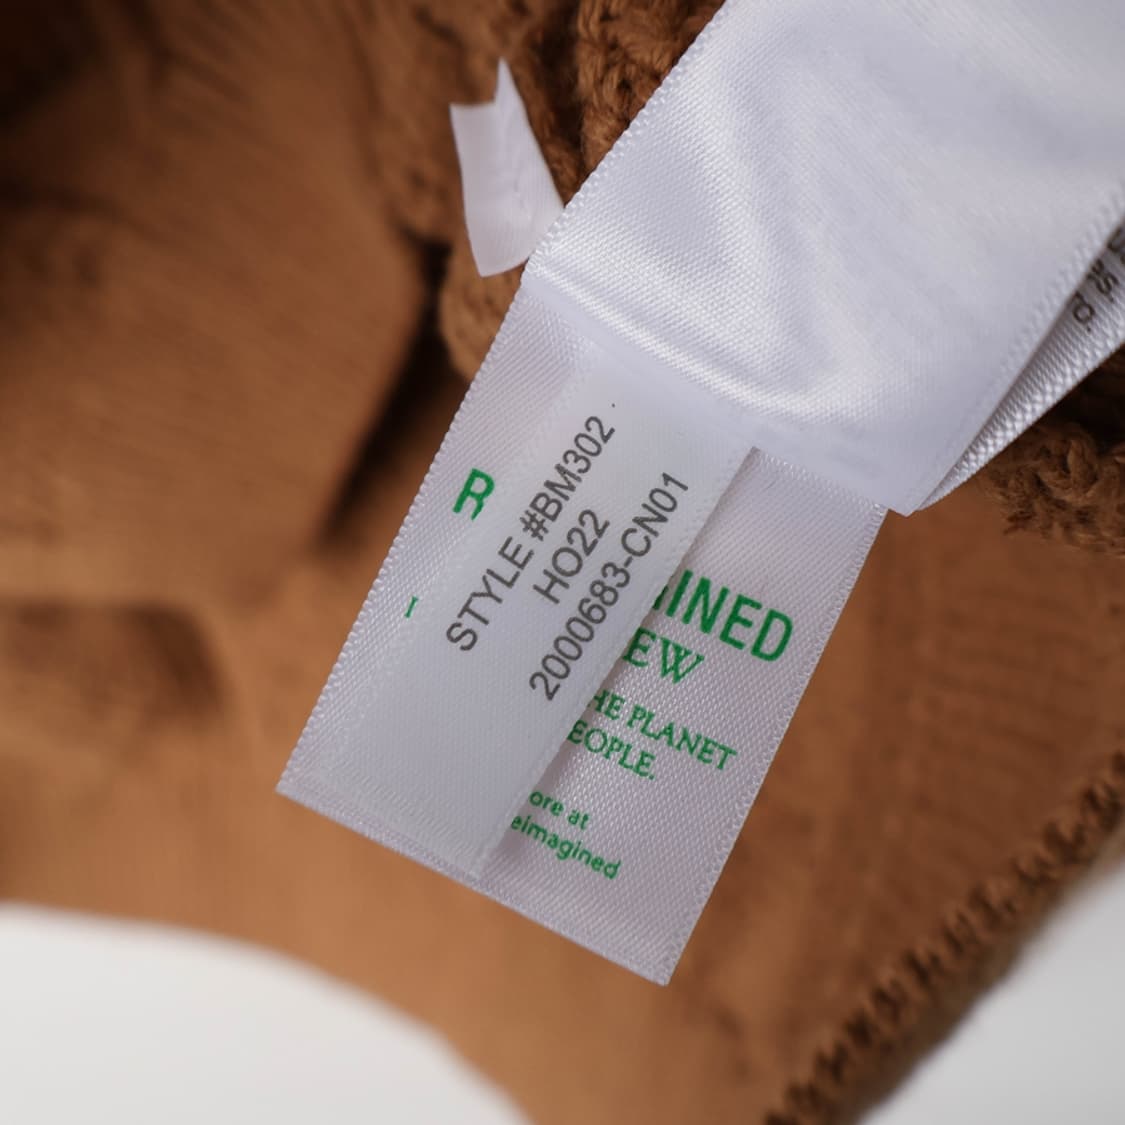 STYLE #BM302
HO22
2000683-CN01
R
INED
EW
HE PLANET
EOPLE.
ore at
eimagined